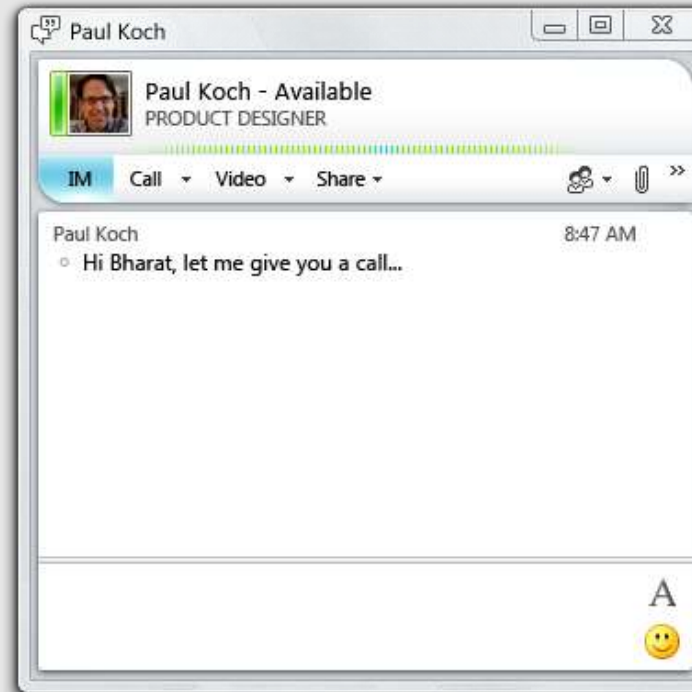 Paul Koch
Paul Koch - Available
PRODUCT DESIGNER
IM Call Video Share
Paul Koch 8:47 AM
Hi Bharat, let me give you a call...
A